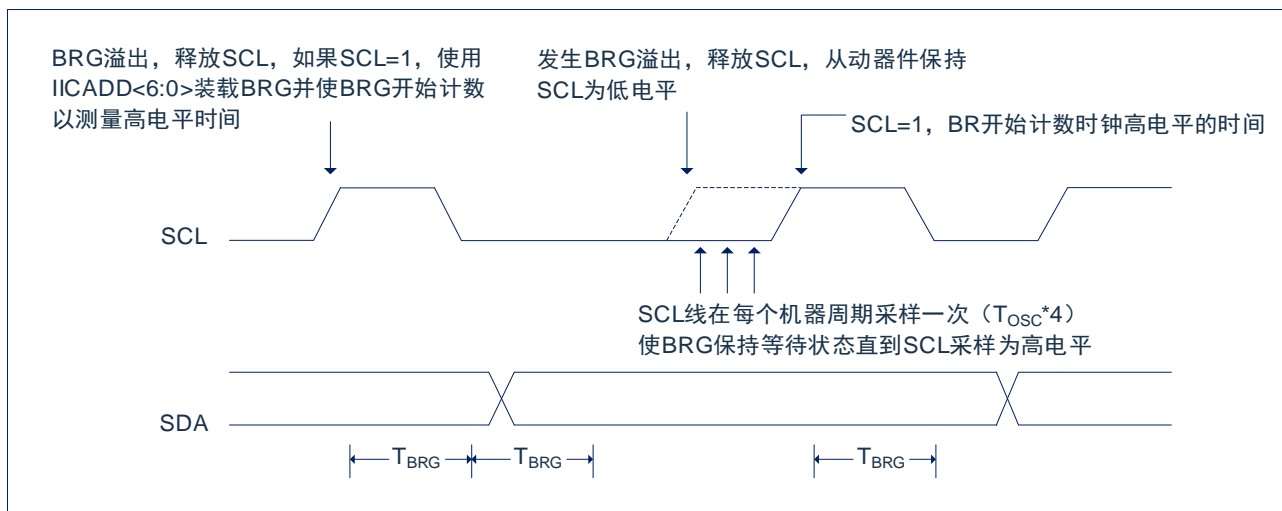 BRG溢出，释放SCL，如果SCL=1，使用
IICADD<6:0>装载BRG并使BRG开始计数
以测量高电平时间
发生BRG溢出，释放SCL，从动器件保持
SCL为低电平
SCL=1，BR开始计数时钟高电平的时间
SCL
SCL线在每个机器周期采样一次（TOSC*4）
使BRG保持等待状态直到SCL采样为高电平
SDA
TBRG
TBRG
TBRG